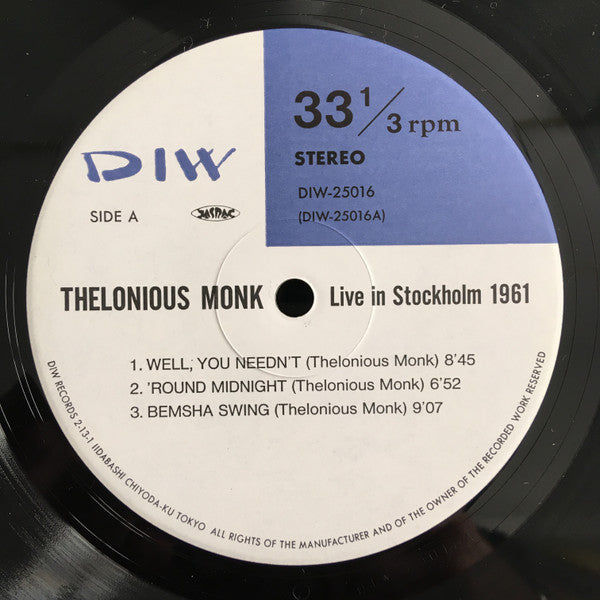 33 1/3 rpm
DIW
STEREO
DIW-25016
SIDE A
JASRAC
(DIW-25016A)
THELONIOUS MONK
Live in Stockholm 1961
1. WELL, YOU NEEDN'T (Thelonious Monk) 8'45
2. 'ROUND MIDNIGHT (Thelonious Monk) 6'52
3. BEMSHA SWING (Thelonious Monk) 9'07
DIW RECORDS 2-13-1 IIDABASHI CHIYODA-KU TOKYO ALL RIGHTS OF THE MANUFACTURER AND OF THE OWNER OF THE RECORDED WORK RESERVED